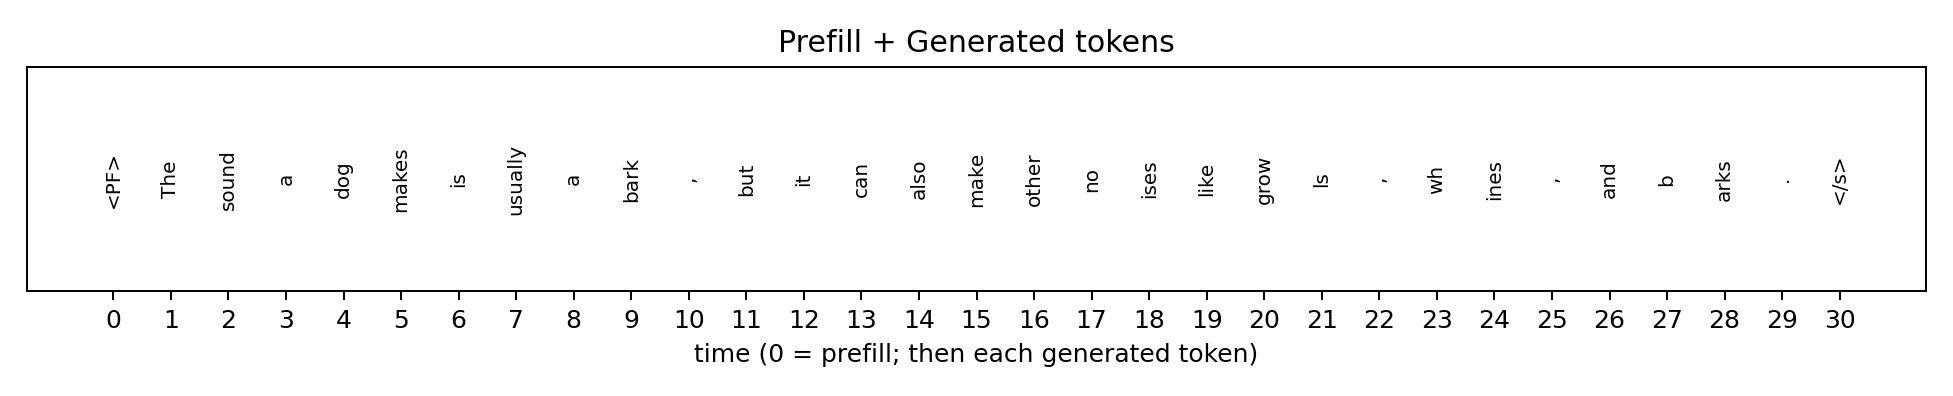 Prefill + Generated tokens
<PF> The sound a dog makes is usually a bark , but it can also make other no ises like grow ls , wh ines , and b arks . </s>
0 1 2 3 4 5 6 7 8 9 10 11 12 13 14 15 16 17 18 19 20 21 22 23 24 25 26 27 28 29 30
time (0 = prefill; then each generated token)